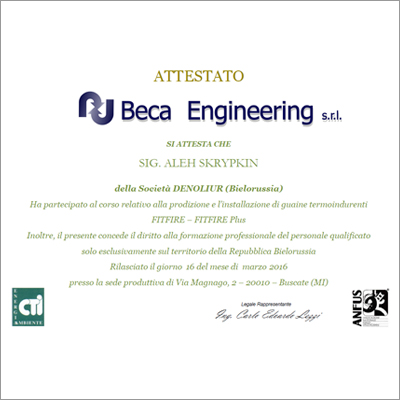 ATTESTATO
Beca Engineering s.r.l.
SI ATTESTA CHE
SIG. ALEH SKRYPKIN
della Società DENOLIUR (Bielorussia)
Ha partecipato al corso relativo alla prodizione e l'installazione di guaine termoindurenti
FITFIRE – FITFIRE Plus
Inoltre, il presente concede il diritto alla formazione professionale del personale qualificato
solo esclusivamente sul territorio della Repubblica Bielorussia
Rilasciato il giorno 16 del mese di marzo 2016
presso la sede produttiva di Via Magnago, 2 – 20010 – Buscate (MI)
Legale Rappresentante
Ing. Carlo Edoardo Lezzi
ENERGIA
CTI
AMBIENTE
ANFUS